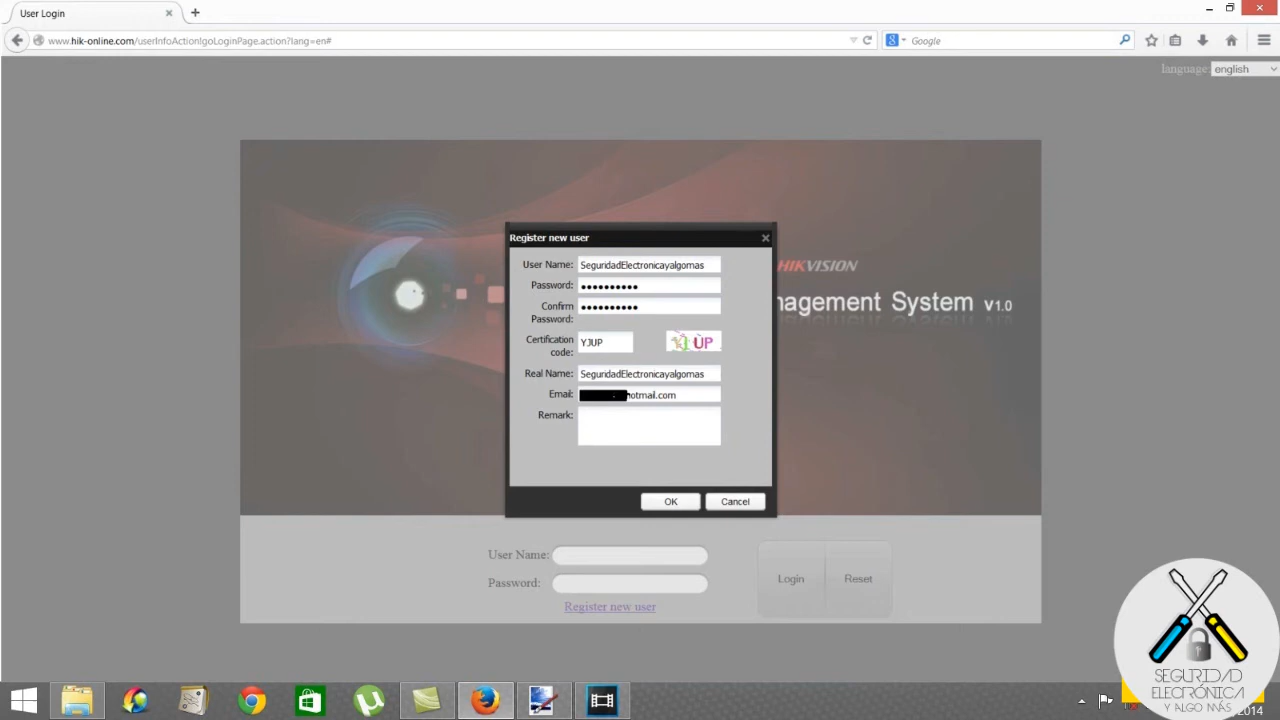 User Login
www.hik-online.com/userInfoAction!goLoginPage.action?lang=en#
Google
language: english
Register new user
User Name: SeguridadElectronicayalgomas
Password: ••••••••••
Confirm
Password: ••••••••••
Certification
code: YJUP
Real Name: SeguridadElectronicayalgomas
Email: hotmail.com
Remark:
OK
Cancel
HIKVISION
nagement System V1.0
User Name:
Password:
Register new user
Login
Reset
SEGURIDAD
ELECTRÓNICA
Y ALGO MÁS
2014